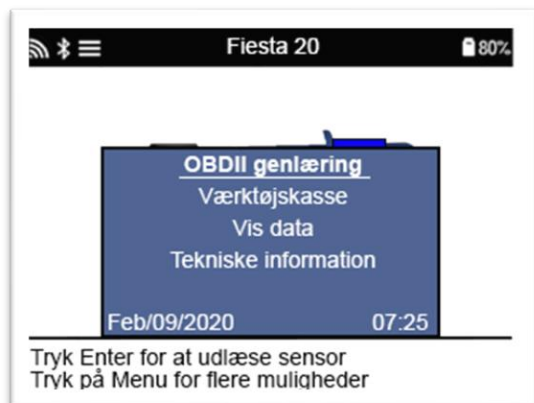 Fiesta 20 80%
OBDII genlæring
Værktøjskasse
Vis data
Tekniske information
Feb/09/2020 07:25
Tryk Enter for at udlæse sensor
Tryk på Menu for flere muligheder